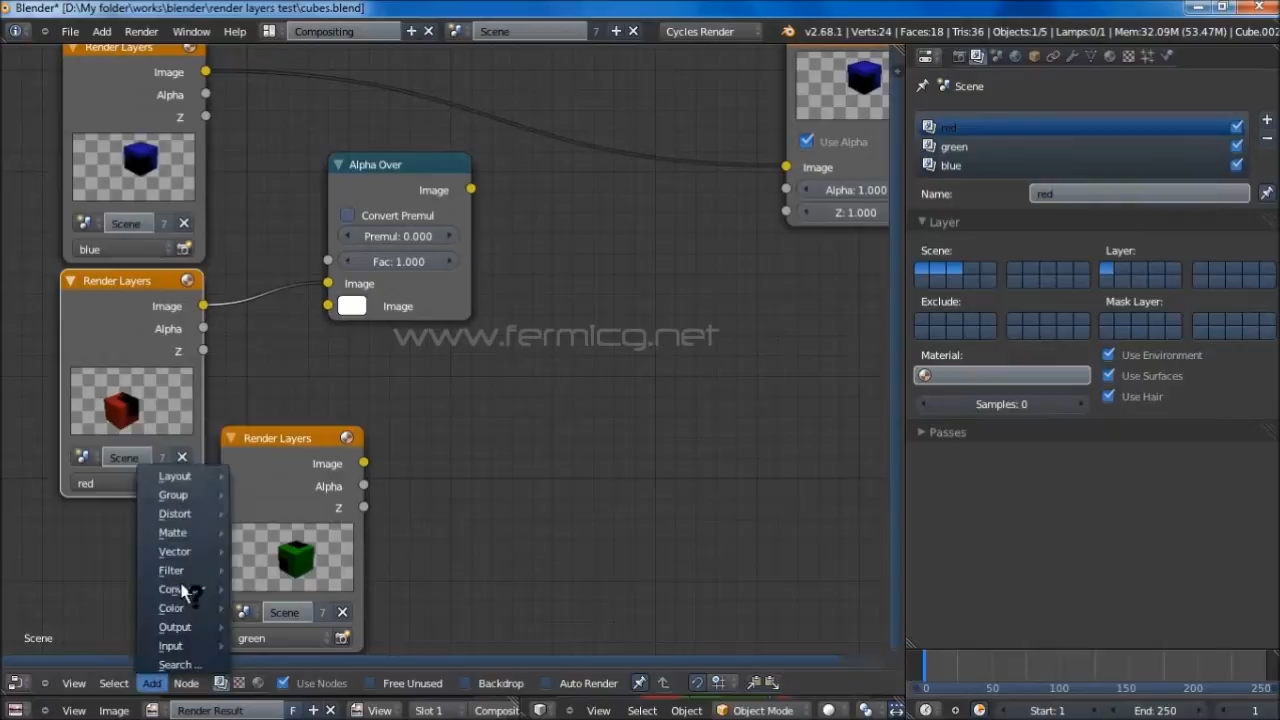 Blender* [D:\My folder\works\blender\render layers test\cubes.blend]
File Add Render Window Help Compositing Scene 7 Cycles Render v2.68.1 | Verts:24 | Faces:18 | Tris:36 | Objects:1/5 | Lamps:0/1 | Mem:32.09M (53.47M) | Cube.002
Render Layers
Image
Alpha
Z
Scene 7
blue
Alpha Over
Image
Convert Premul
Premul: 0.000
Fac: 1.000
Image
Image
Use Alpha
Image
Alpha: 1.000
Z: 1.000
Render Layers
Image
Alpha
Z
Scene 7
red
www.fermicg.net
Render Layers
Image
Alpha
Z
Scene 7
green
Layout
Group
Distort
Matte
Vector
Filter
Color
Output
Input
Search ...
Scene
Scene
red
green
blue
Name: red
Layer
Scene: Layer:
Exclude: Mask Layer:
Material: Use Environment
Use Surfaces
Samples: 0 Use Hair
Passes
0 50 100 150 200 250
View Select Add Node Use Nodes Free Unused Backdrop Auto Render
View Image Render Result F View Slot 1 Composit View Select Object Object Mode Start: 1 End: 250 1